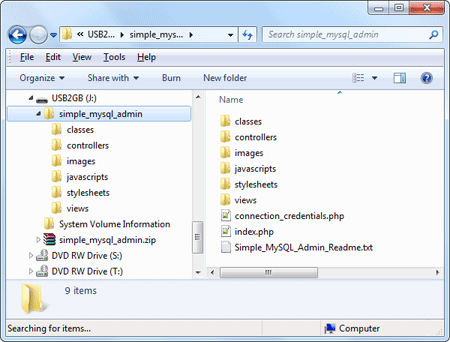 « USB2... ▸ simple_mys... ▸
Search simple_mysql_admin
File Edit View Tools Help
Organize Share with Burn New folder
USB2GB (J:)
simple_mysql_admin
classes
controllers
images
javascripts
stylesheets
views
System Volume Information
simple_mysql_admin.zip
DVD RW Drive (S:)
DVD RW Drive (T:)
Name
classes
controllers
images
javascripts
stylesheets
views
connection_credentials.php
index.php
Simple_MySQL_Admin_Readme.txt
9 items
Searching for items...
Computer